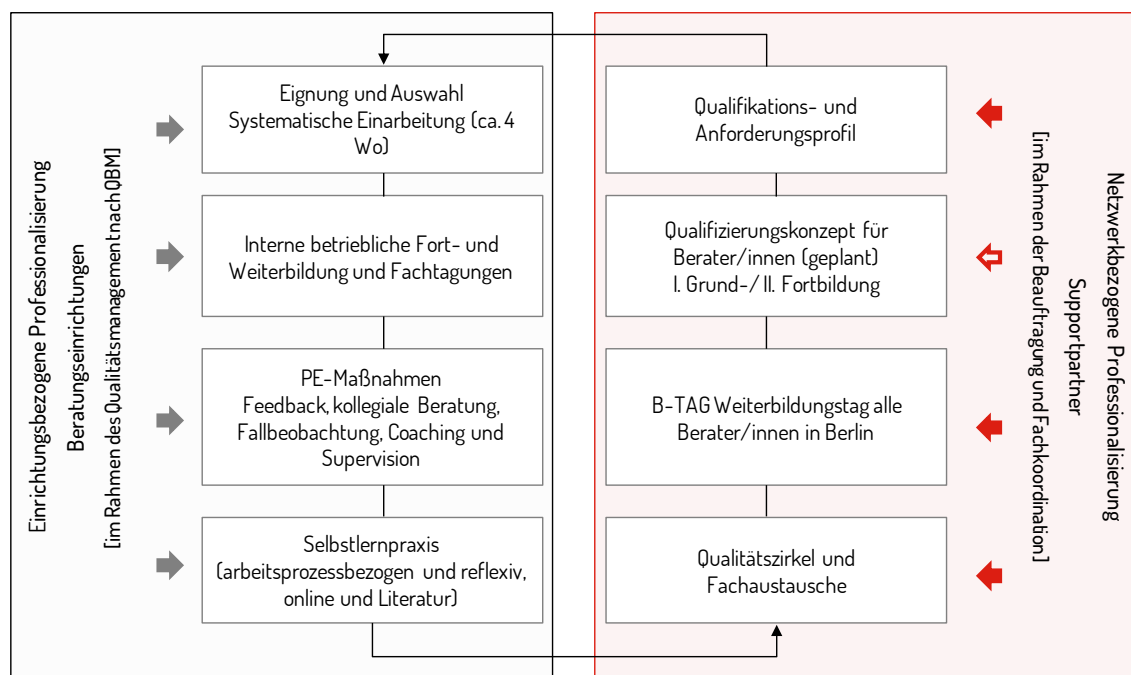 Einrichtungsbezogene Professionalisierung
Beratungseinrichtungen
[im Rahmen des Qualitätsmanagement nach QBM]
Eignung und Auswahl
Systematische Einarbeitung (ca. 4
Wo)
Interne betriebliche Fort- und
Weiterbildung und Fachtagungen
PE-Maßnahmen
Feedback, kollegiale Beratung,
Fallbeobachtung, Coaching und
Supervision
Selbstlernpraxis
(arbeitsprozessbezogen und reflexiv,
online und Literatur)
Qualifikations- und
Anforderungsprofil
Qualifizierungskonzept für
Berater/innen (geplant)
I. Grund-/ II. Fortbildung
B-TAG Weiterbildungstag alle
Berater/innen in Berlin
Qualitätszirkel und
Fachaustausche
Netzwerkbezogene Professionalisierung
Supportpartner
[im Rahmen der Beauftragung und Fachkoordination]